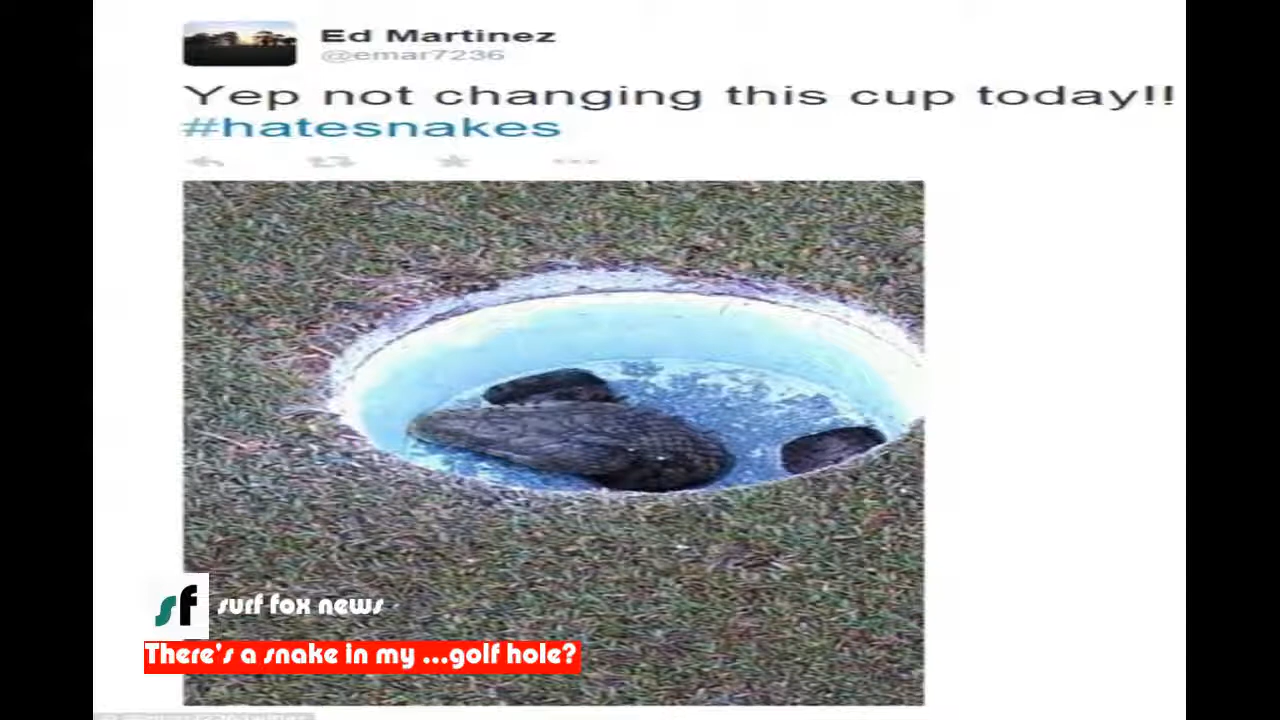 Ed Martinez
@emar7236
Yep not changing this cup today!!
#hatesnakes
sf surf fox news
There's a snake in my ...golf hole?